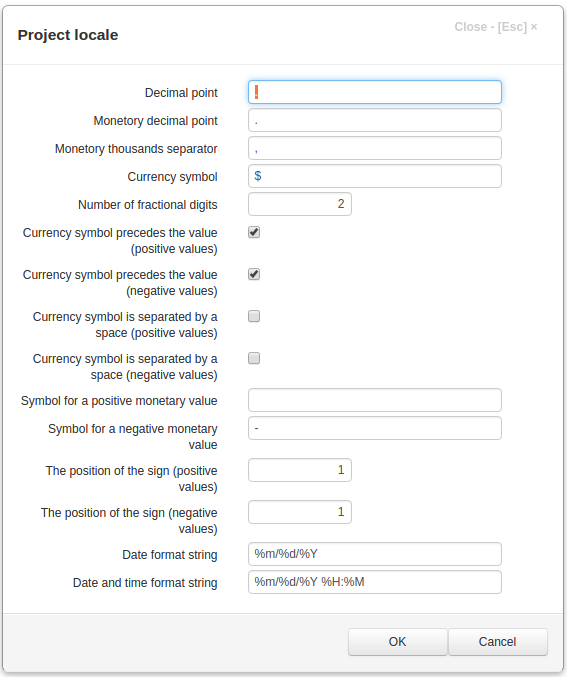 Project locale
Close - [Esc] ×
Decimal point
.
Monetory decimal point
.
Monetory thousands separator
,
Currency symbol
$
Number of fractional digits
2
Currency symbol precedes the value
(positive values)
Currency symbol precedes the value
(negative values)
Currency symbol is separated by a
space (positive values)
Currency symbol is separated by a
space (negative values)
Symbol for a positive monetary value
Symbol for a negative monetary
value
-
The position of the sign (positive
values)
1
The position of the sign (negative
values)
1
Date format string
%m/%d/%Y
Date and time format string
%m/%d/%Y %H:%M
OK
Cancel